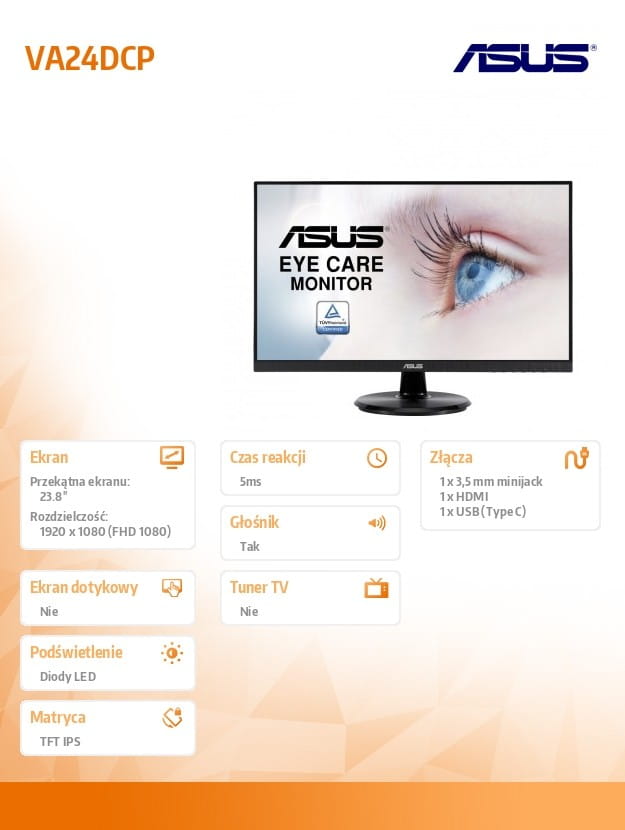 VA24DCP
ASUS®
ASUS®
EYE CARE
MONITOR
TÜVRheinland
CERTIFIED
ASUS
Ekran
Przekątna ekranu:
23.8"
Rozdzielczość:
1920 x 1080 (FHD 1080)
Czas reakcji
5ms
Głośnik
Tak
Złącza
1 x 3,5 mm minijack
1 x HDMI
1 x USB (Type C)
Ekran dotykowy
Nie
Tuner TV
Nie
Podświetlenie
Diody LED
Matryca
TFT IPS